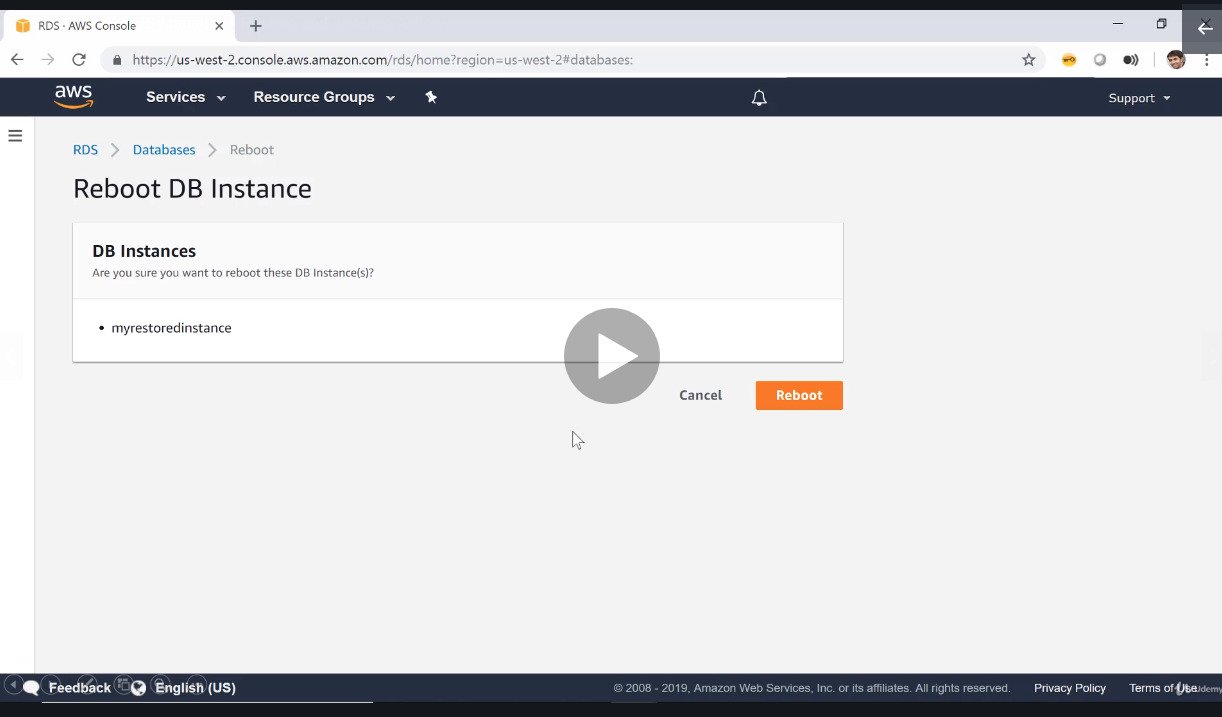 RDS · AWS Console
https://us-west-2.console.aws.amazon.com/rds/home?region=us-west-2#databases:
aws Services Resource Groups Support
RDS Databases Reboot
Reboot DB Instance
DB Instances
Are you sure you want to reboot these DB Instance(s)?
• myrestoredinstance
Cancel Reboot
Feedback English (US) © 2008 - 2019, Amazon Web Services, Inc. or its affiliates. All rights reserved. Privacy Policy Terms of Use Udemy